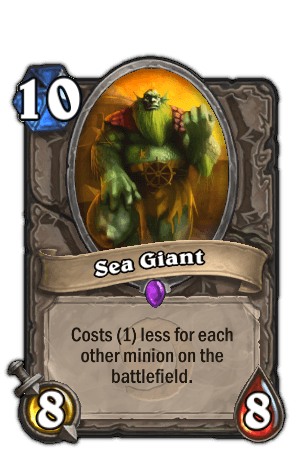 10
Sea Giant
Costs (1) less for each
other minion on the
battlefield.
8
8